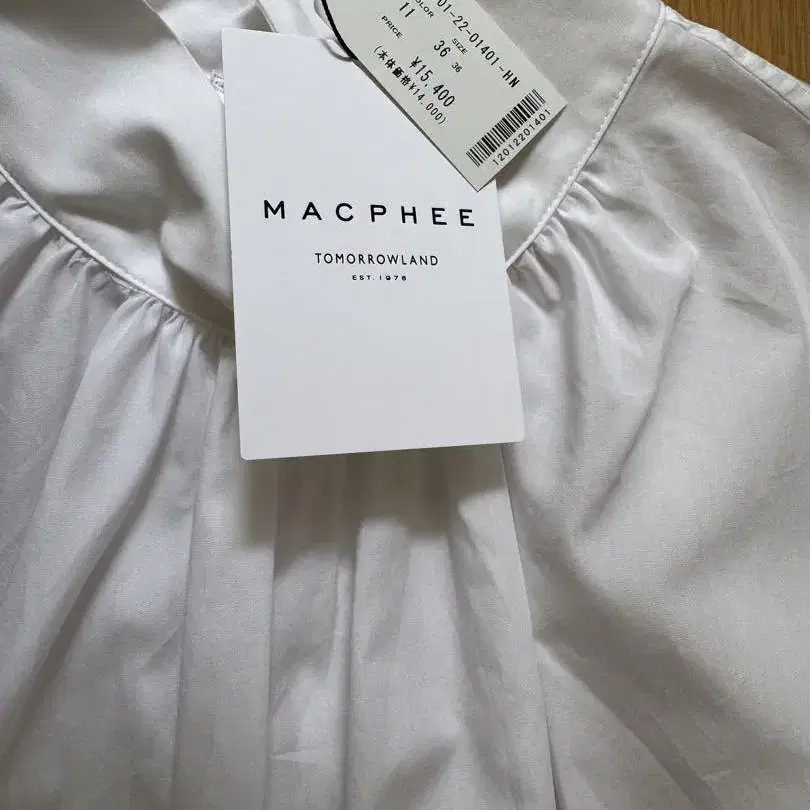 01-22-01401-HN
COLOR SIZE
11 36 36
PRICE ¥15,400
(本体価格¥14,000)
12012201401
MACPHEE
TOMORROWLAND
EST. 1978